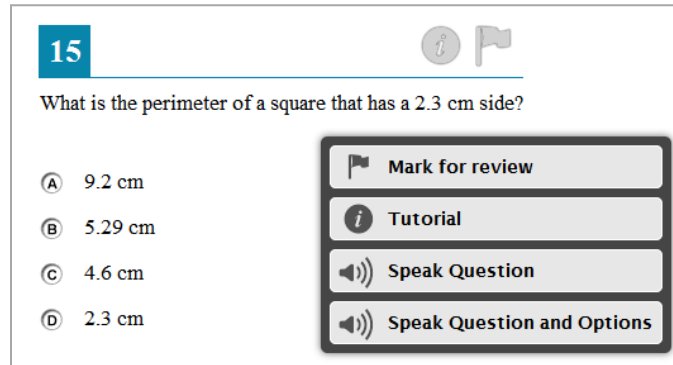 15
What is the perimeter of a square that has a 2.3 cm side?
A 9.2 cm
B 5.29 cm
C 4.6 cm
D 2.3 cm
Mark for review
i Tutorial
Speak Question
Speak Question and Options